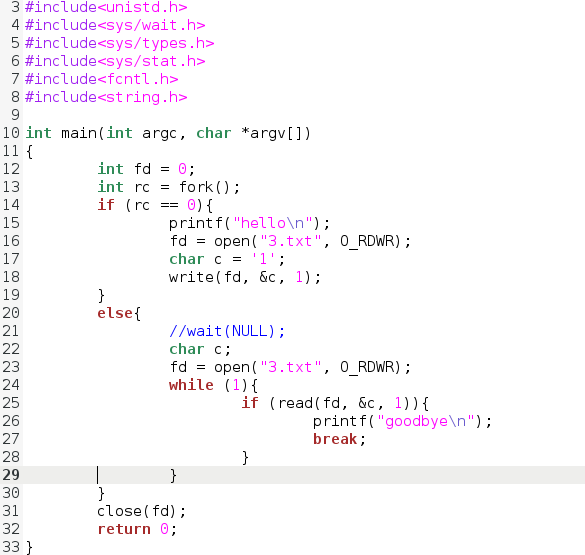 3 #include<unistd.h>
4 #include<sys/wait.h>
5 #include<sys/types.h>
6 #include<sys/stat.h>
7 #include<fcntl.h>
8 #include<string.h>
9
10 int main(int argc, char *argv[])
11 {
12         int fd = 0;
13         int rc = fork();
14         if (rc == 0){
15                 printf("hello\n");
16                 fd = open("3.txt", O_RDWR);
17                 char c = '1';
18                 write(fd, &c, 1);
19         }
20         else{
21                 //wait(NULL);
22                 char c;
23                 fd = open("3.txt", O_RDWR);
24                 while (1){
25                         if (read(fd, &c, 1)){
26                                 printf("goodbye\n");
27                                 break;
28                         }
29                 }
30         }
31         close(fd);
32         return 0;
33 }